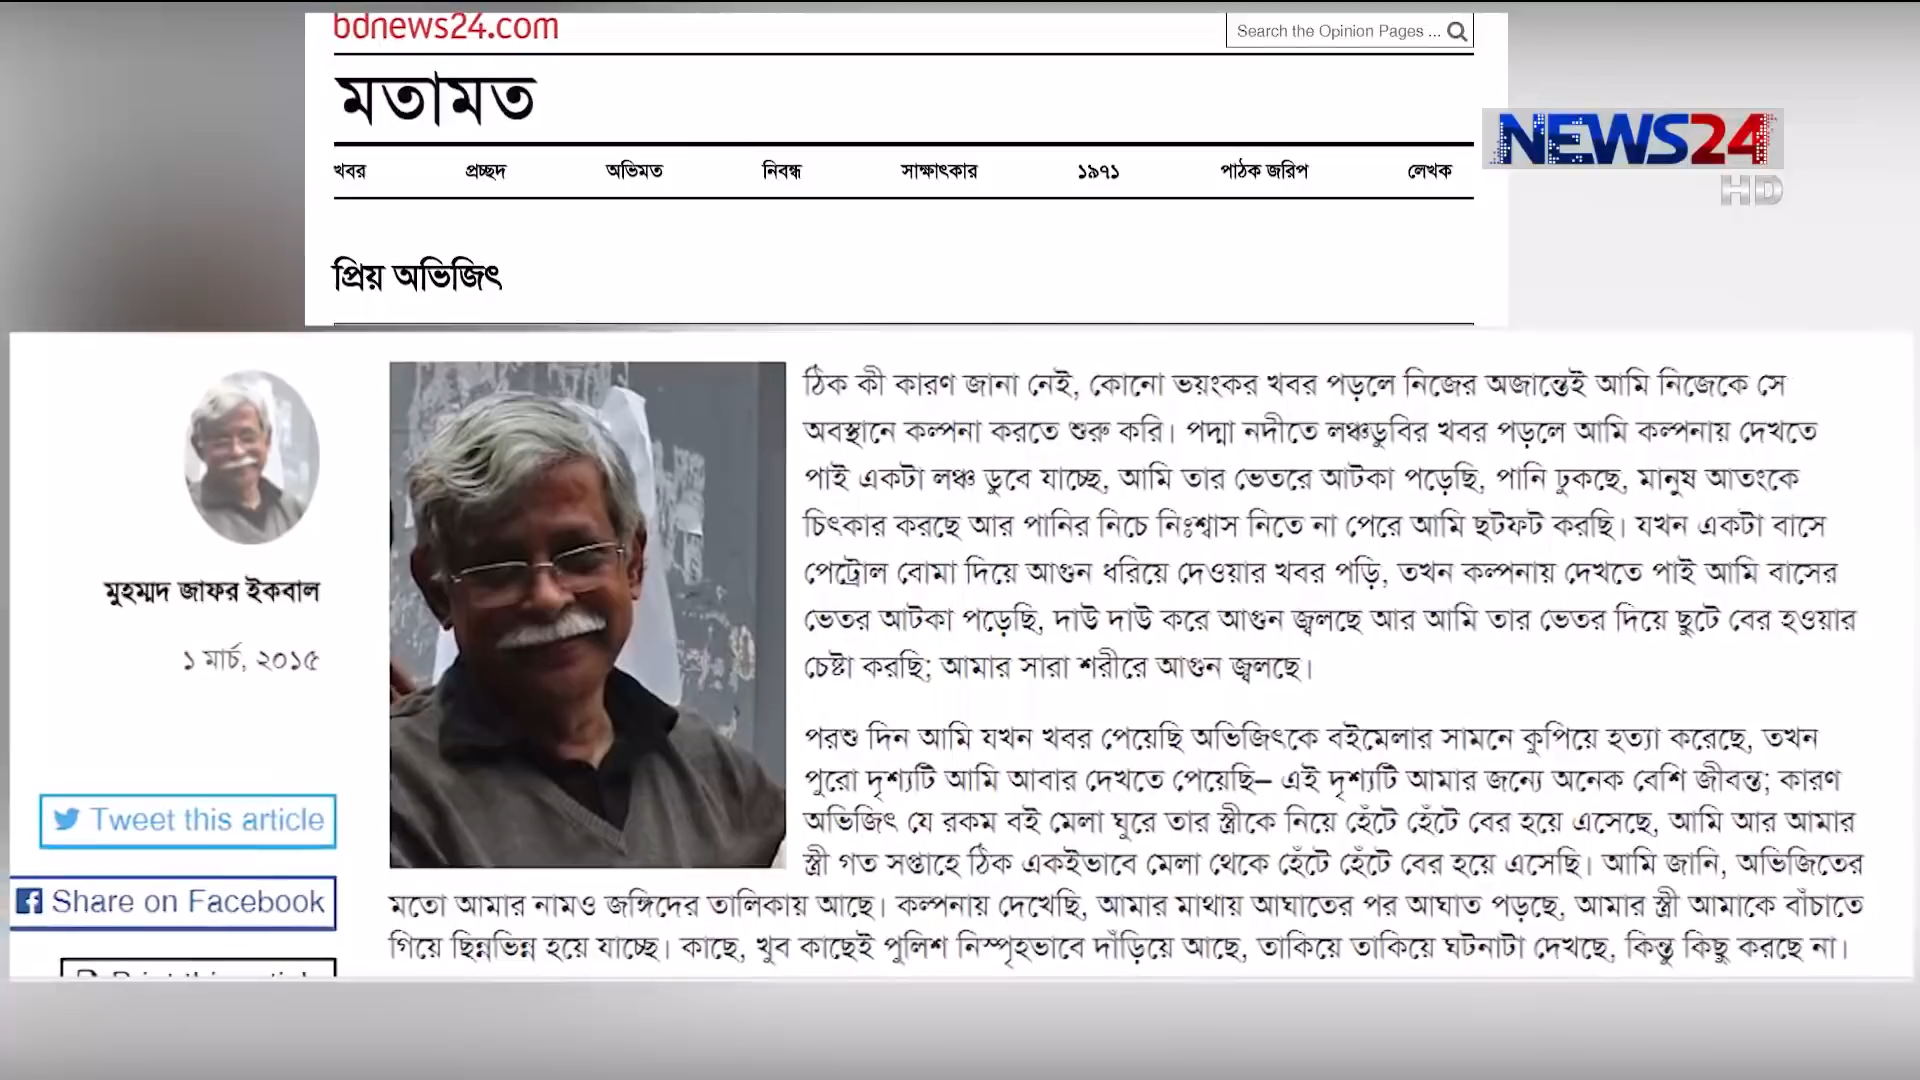 bdnews24.com
Search the Opinion Pages ...
মতামত
NEWS24
HD
খবর প্রচ্ছদ অভিমত নিবন্ধ সাক্ষাৎকার ১৯৭১ পাঠক জরিপ লেখক
প্রিয় অভিজিৎ
মুহম্মদ জাফর ইকবাল
১ মার্চ, ২০১৫
Tweet this article
Share on Facebook
ঠিক কী কারণ জানা নেই, কোনো ভয়ংকর খবর পড়লে নিজের অজান্তেই আমি নিজেকে সে
অবস্থানে কল্পনা করতে শুরু করি। পদ্মা নদীতে লঞ্চডুবির খবর পড়লে আমি কল্পনায় দেখতে
পাই একটা লঞ্চ ডুবে যাচ্ছে, আমি তার ভেতরে আটকা পড়েছি, পানি ঢুকছে, মানুষ আতংকে
চিৎকার করছে আর পানির নিচে নিঃশ্বাস নিতে না পেরে আমি ছটফট করছি। যখন একটা বাসে
পেট্রোল বোমা দিয়ে আগুন ধরিয়ে দেওয়ার খবর পড়ি, তখন কল্পনায় দেখতে পাই আমি বাসের
ভেতর আটকা পড়েছি, দাউ দাউ করে আগুন জ্বলছে আর আমি তার ভেতর দিয়ে ছুটে বের হওয়ার
চেষ্টা করছি; আমার সারা শরীরে আগুন জ্বলছে।
পরশু দিন আমি যখন খবর পেয়েছি অভিজিৎকে বইমেলার সামনে কুপিয়ে হত্যা করেছে, তখন
পুরো দৃশ্যটি আমি আবার দেখতে পেয়েছি– এই দৃশ্যটি আমার জন্যে অনেক বেশি জীবন্ত; কারণ
অভিজিৎ যে রকম বই মেলা ঘুরে তার স্ত্রীকে নিয়ে হেঁটে হেঁটে বের হয়ে এসেছে, আমি আর আমার
স্ত্রী গত সপ্তাহে ঠিক একইভাবে মেলা থেকে হেঁটে হেঁটে বের হয়ে এসেছি। আমি জানি, অভিজিতের
মতো আমার নামও জঙ্গিদের তালিকায় আছে। কল্পনায় দেখেছি, আমার মাথায় আঘাতের পর আঘাত পড়ছে, আমার স্ত্রী আমাকে বাঁচাতে
গিয়ে ছিন্নভিন্ন হয়ে যাচ্ছে। কাছে, খুব কাছেই পুলিশ নিস্পৃহভাবে দাঁড়িয়ে আছে, তাকিয়ে তাকিয়ে ঘটনাটা দেখছে, কিন্তু কিছু করছে না।